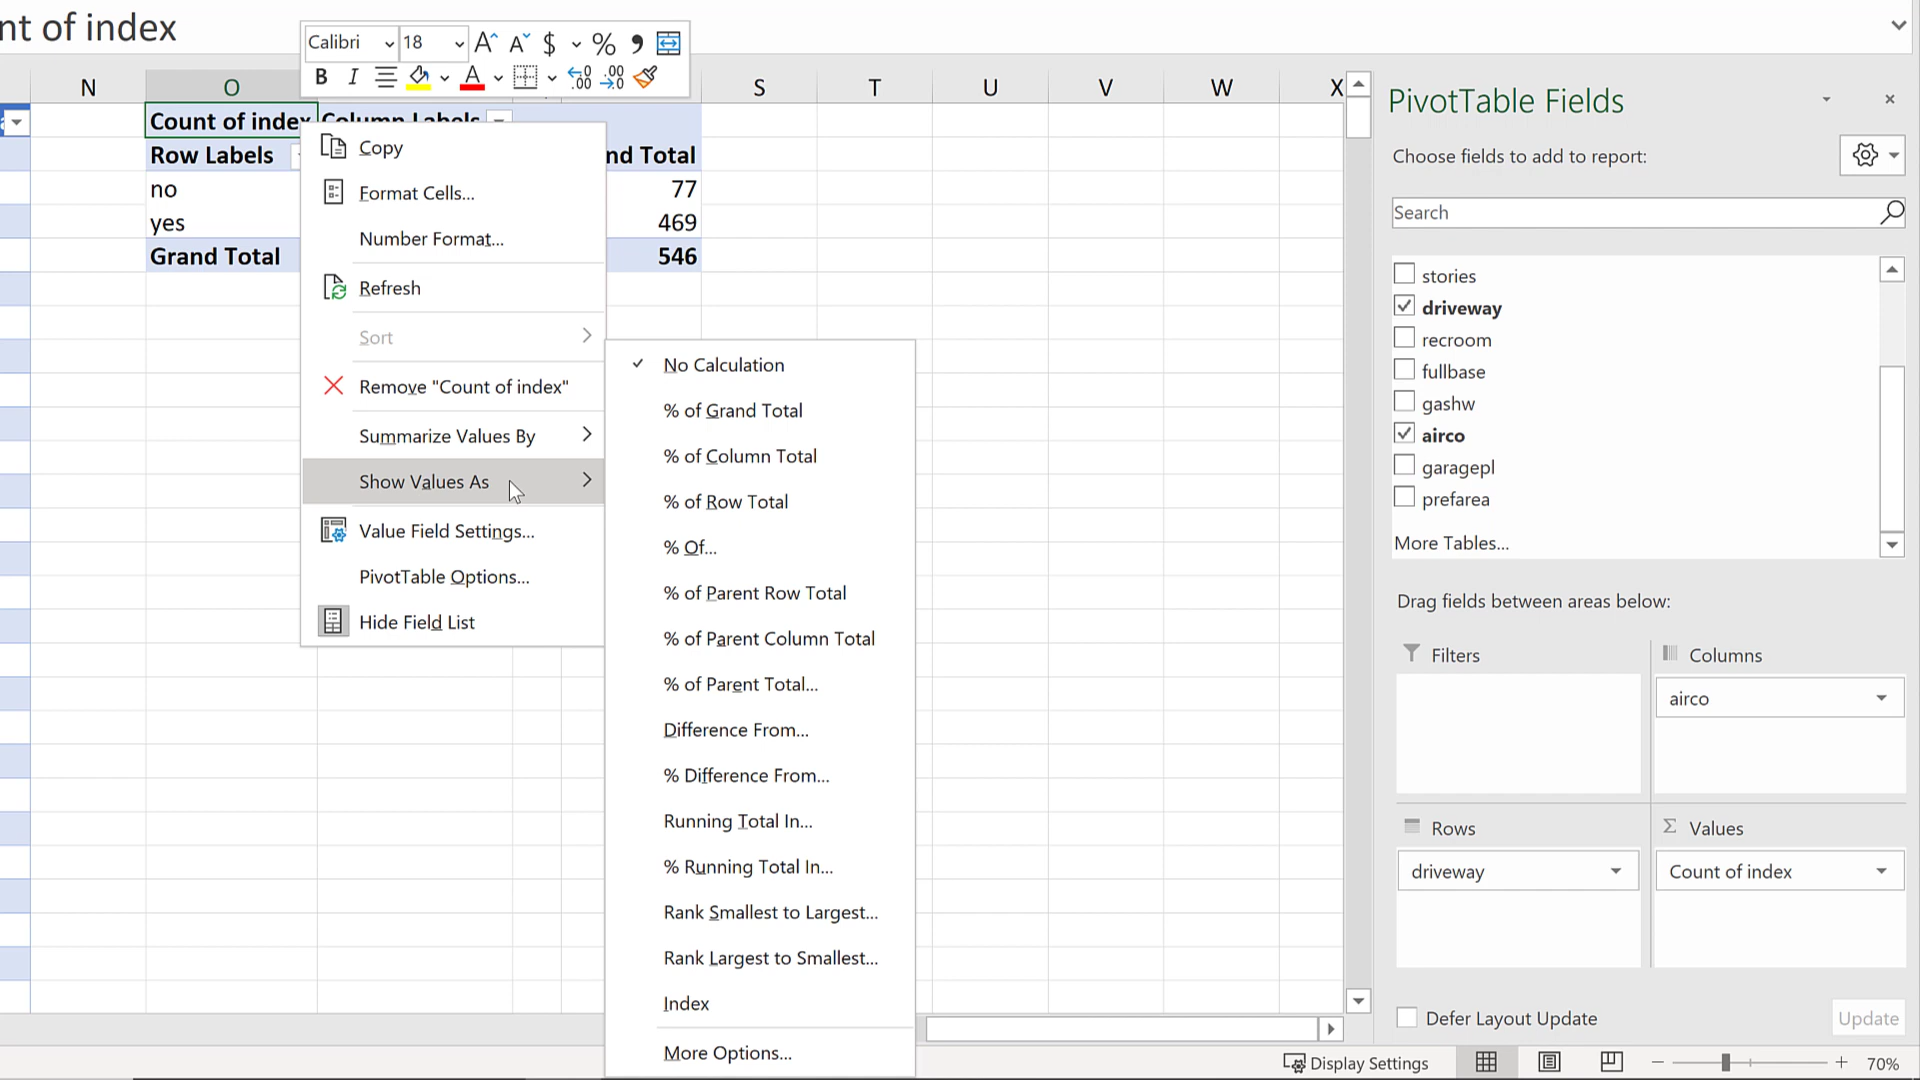 nt of index
Calibri 18 $ % ,
B I A .00 .00
N O S T U V W X
Count of index Column Labels
Row Labels nd Total
no 77
yes 469
Grand Total 546
Copy
Format Cells...
Number Format...
Refresh
Sort
Remove "Count of index"
Summarize Values By
Show Values As
Value Field Settings...
PivotTable Options...
Hide Field List
No Calculation
% of Grand Total
% of Column Total
% of Row Total
% Of...
% of Parent Row Total
% of Parent Column Total
% of Parent Total...
Difference From...
% Difference From...
Running Total In...
% Running Total In...
Rank Smallest to Largest...
Rank Largest to Smallest...
Index
More Options...
PivotTable Fields
Choose fields to add to report:
Search
stories
driveway
recroom
fullbase
gashw
airco
garagepl
prefarea
More Tables...
Drag fields between areas below:
Filters
Columns
airco
Rows
driveway
Σ Values
Count of index
Defer Layout Update
Update
Display Settings
70%